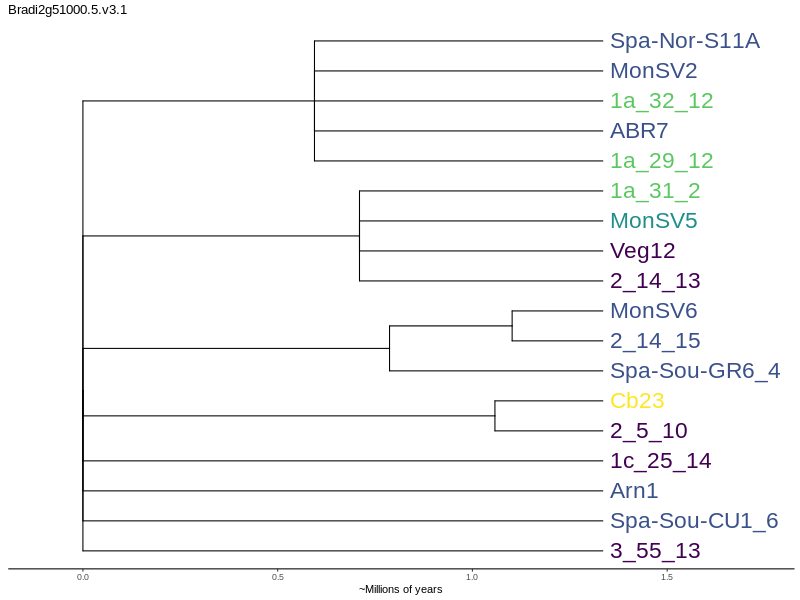 Bradi2g51000.5.v3.1
Spa-Nor-S11A
MonSV2
1a_32_12
ABR7
1a_29_12
1a_31_2
MonSV5
Veg12
2_14_13
MonSV6
2_14_15
Spa-Sou-GR6_4
Cb23
2_5_10
1c_25_14
Arn1
Spa-Sou-CU1_6
3_55_13
0.0 0.5 1.0 1.5
~Millions of years